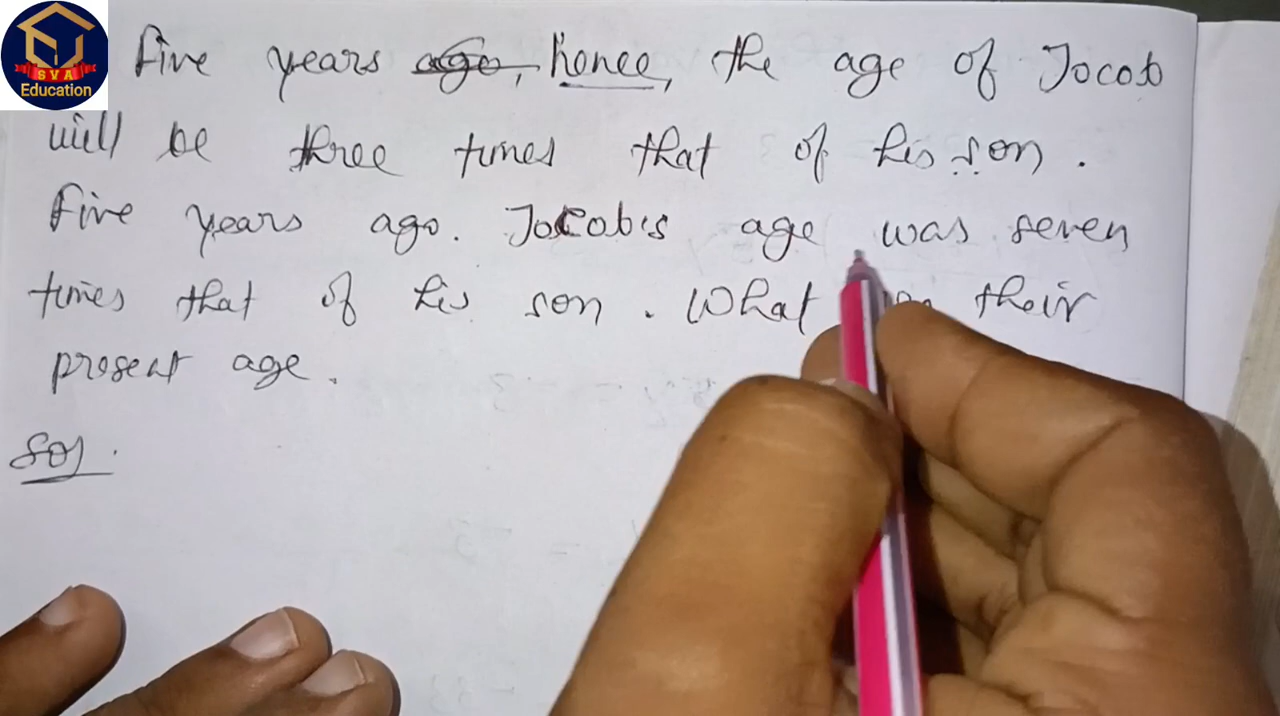 SVA
Education
Five years ago, hence, the age of Jocob
will be three times that of his son.
Five years ago. Jocob's age was seven
times that of his son. What their
present age.
Sol.